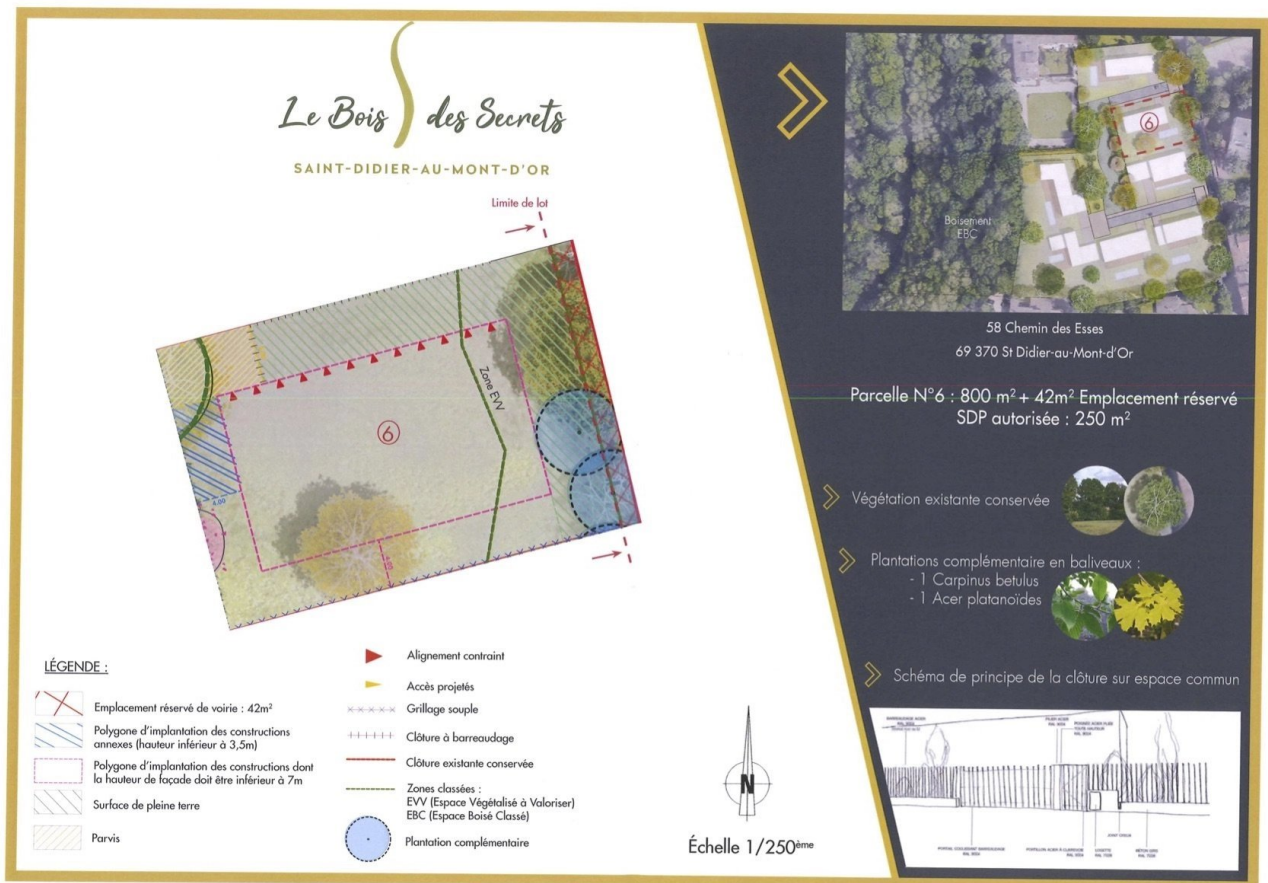 Le Bois des Secrets
SAINT-DIDIER-AU-MONT-D'OR
Limite de lot
Zone EVV
6
4.00
LÉGENDE :
Emplacement réservé de voirie : 42m²
Polygone d'implantation des constructions
annexes (hauteur inférieur à 3,5m)
Polygone d'implantation des constructions dont
la hauteur de façade doit être inférieur à 7m
Surface de pleine terre
Parvis
Alignement contraint
Accès projetés
Grillage souple
Clôture à barreaudage
Clôture existante conservée
Zones classées :
EVV (Espace Végétalisé à Valoriser)
EBC (Espace Boisé Classé)
Plantation complémentaire
N
Échelle 1/250ème
6
Boisement
EBC
58 Chemin des Esses
69 370 St Didier-au-Mont-d'Or
Parcelle N°6 : 800 m² + 42m² Emplacement réservé
SDP autorisée : 250 m²
Végétation existante conservée
Plantations complémentaire en baliveaux :
- 1 Carpinus betulus
- 1 Acer platanoïdes
Schéma de principe de la clôture sur espace commun